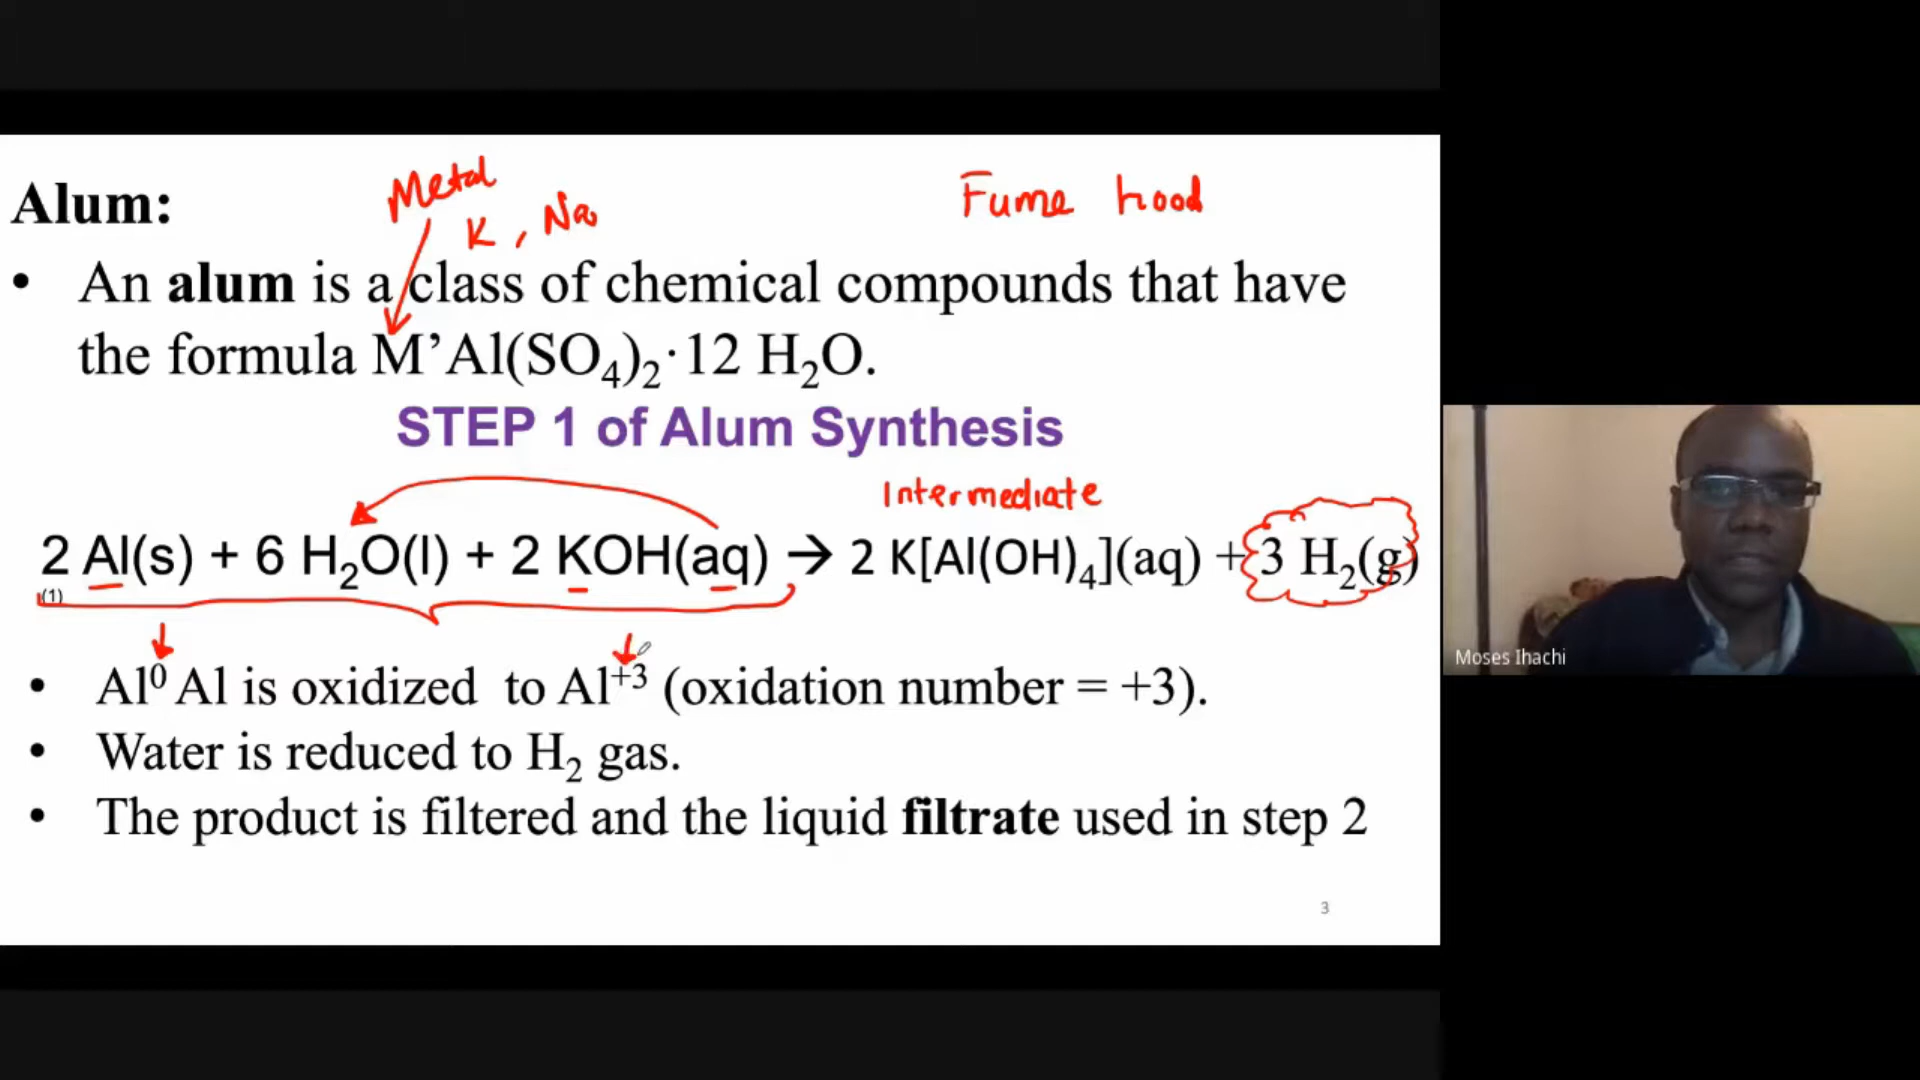 Metal
K, Na
Fume hood
Alum:
• An alum is a class of chemical compounds that have
the formula M’Al(SO₄)₂·12 H₂O.
STEP 1 of Alum Synthesis
Intermediate
2 Al(s) + 6 H₂O(l) + 2 KOH(aq) → 2 K[Al(OH)₄](aq) + 3 H₂(g)
(1)
• Al⁰ Al is oxidized to Al⁺³ (oxidation number = +3).
• Water is reduced to H₂ gas.
• The product is filtered and the liquid filtrate used in step 2
3
Moses Ihachi